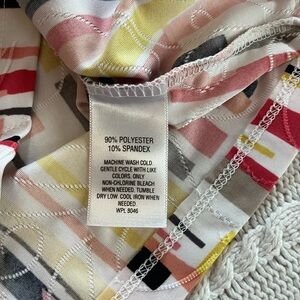 90% POLYESTER
10% SPANDEX
MACHINE WASH COLD
GENTLE CYCLE WITH LIKE
COLORS. ONLY
NON-CHLORINE BLEACH
WHEN NEEDED. TUMBLE
DRY LOW. COOL IRON WHEN
NEEDED.
WPL 8046